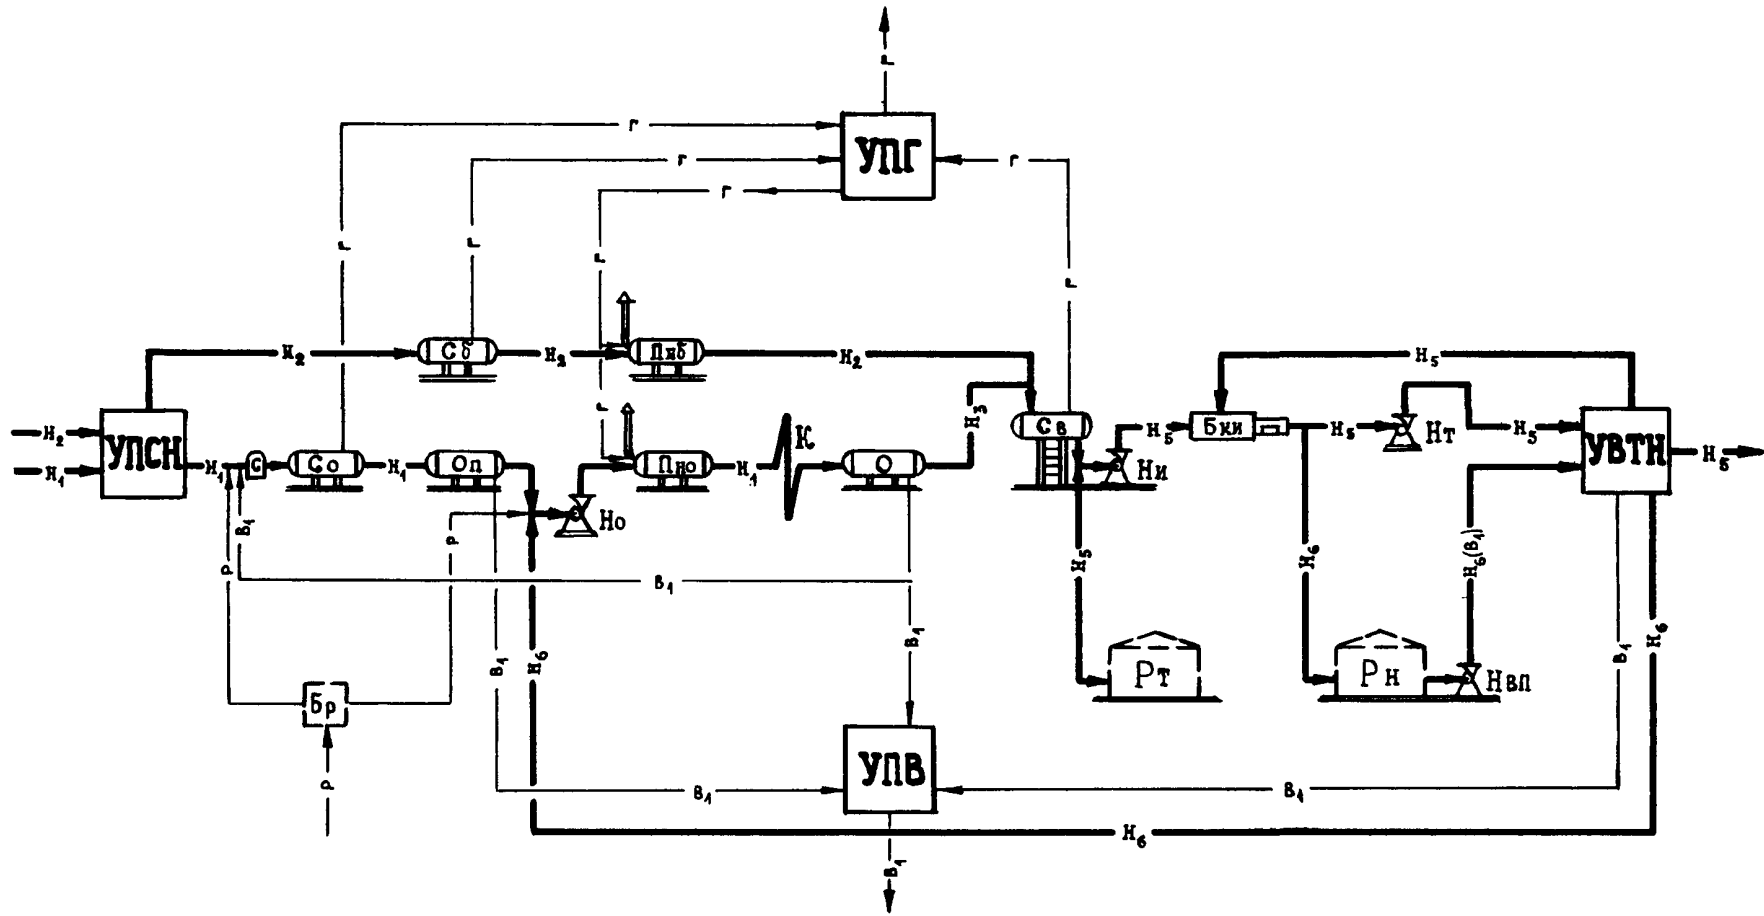 Г
УПГ
Г
Г
Г
Г
Г
Г
Г
Г
Г
Н₂
Сб
Н₂
Пнб
Н₂
Н₅
Н₂
Н₁
УПСН
Н₁
С
Со
Н₁
Оп
Но
Пно
Н₁
К
О
Н₃
Св
Ни
Н₅
Бки
Н₅
Нт
Н₅
УВТН
Н₅
В₁
Р
Р
В₁
В₁
В₁
Н₆
Н₅
Н₆
Н₆(В₁)
В₁
Н₆
Рт
Рн
Нвп
Бр
Р
УПВ
В₁
В₁
Н₆
В₁